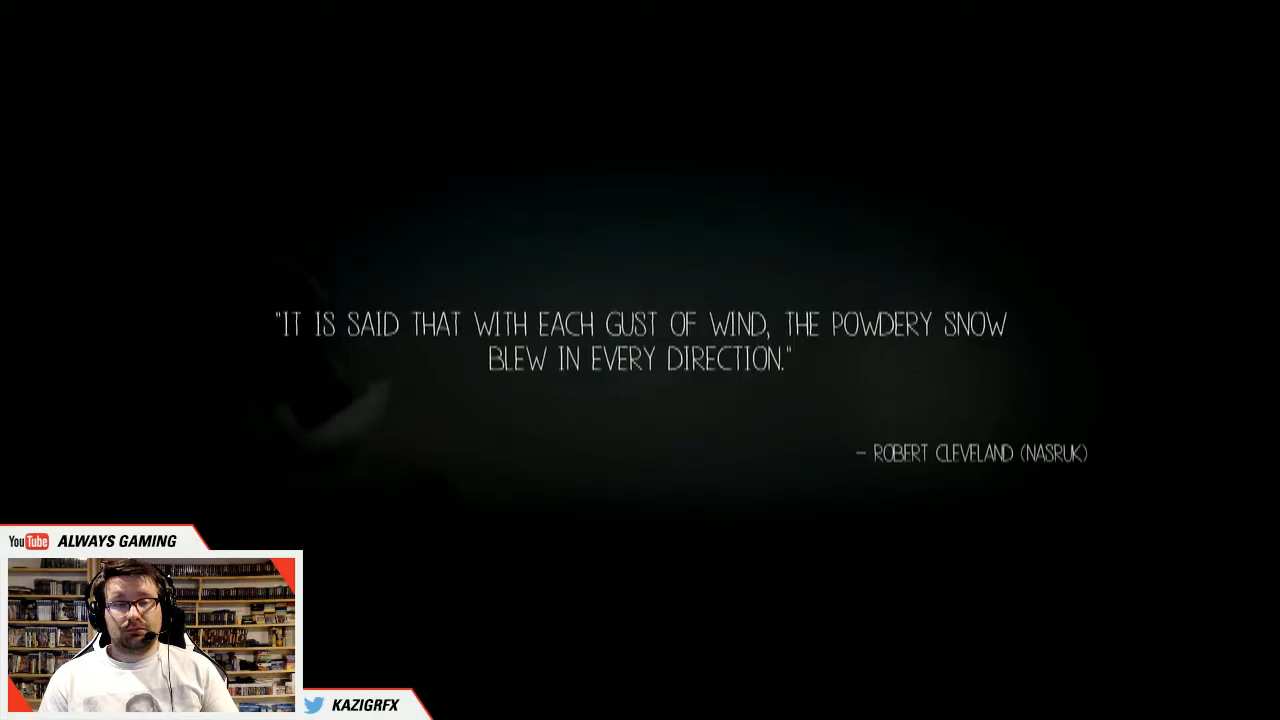 "IT IS SAID THAT WITH EACH GUST OF WIND, THE POWDERY SNOW
BLEW IN EVERY DIRECTION."
– ROBERT CLEVELAND (NASRUK)
YouTube ALWAYS GAMING
KAZIGRFX